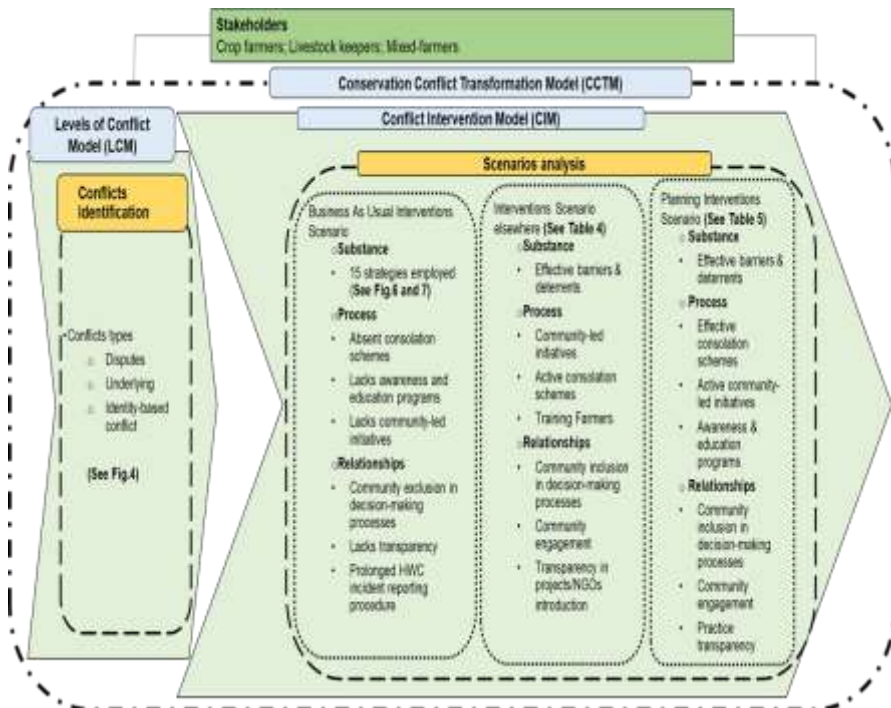 Stakeholders
Crop farmers; Livestock keepers; Mixed-farmers
Conservation Conflict Transformation Model (CCTM)
Levels of Conflict
Model (LCM)
Conflicts
Identification
•Conflicts types
Disputes
Underlying
Identity-based
conflict
(See Fig.4)
Conflict Intervention Model (CIM)
Scenarios analysis
Business As Usual Interventions
Scenario
oSubstance
• 15 strategies employed
(See Fig.6 and 7)
oProcess
• Absent consolation
schemes
• Lacks awareness and
education programs
• Lacks community-led
initiatives
oRelationships
• Community exclusion in
decision-making
processes
• Lacks transparency
• Prolonged HWC
incident reporting
procedure
Interventions Scenario
elsewhere (See Table 4)
oSubstance
• Effective barriers &
deterrents
oProcess
• Community-led
initiatives
• Active consolation
schemes
• Training Farmers
oRelationships
• Community inclusion
in decision-making
processes
• Community
engagement
• Transparency in
projects/NGOs
introduction
Planning Interventions
Scenario (See Table 5)
o Substance
• Effective barriers &
deterrents
o Process
• Effective
consolation
schemes
• Active community-
led initiatives
• Awareness &
education
programs
o Relationships
• Community
inclusion in
decision-making
processes
• Community
engagement
• Practice
transparency